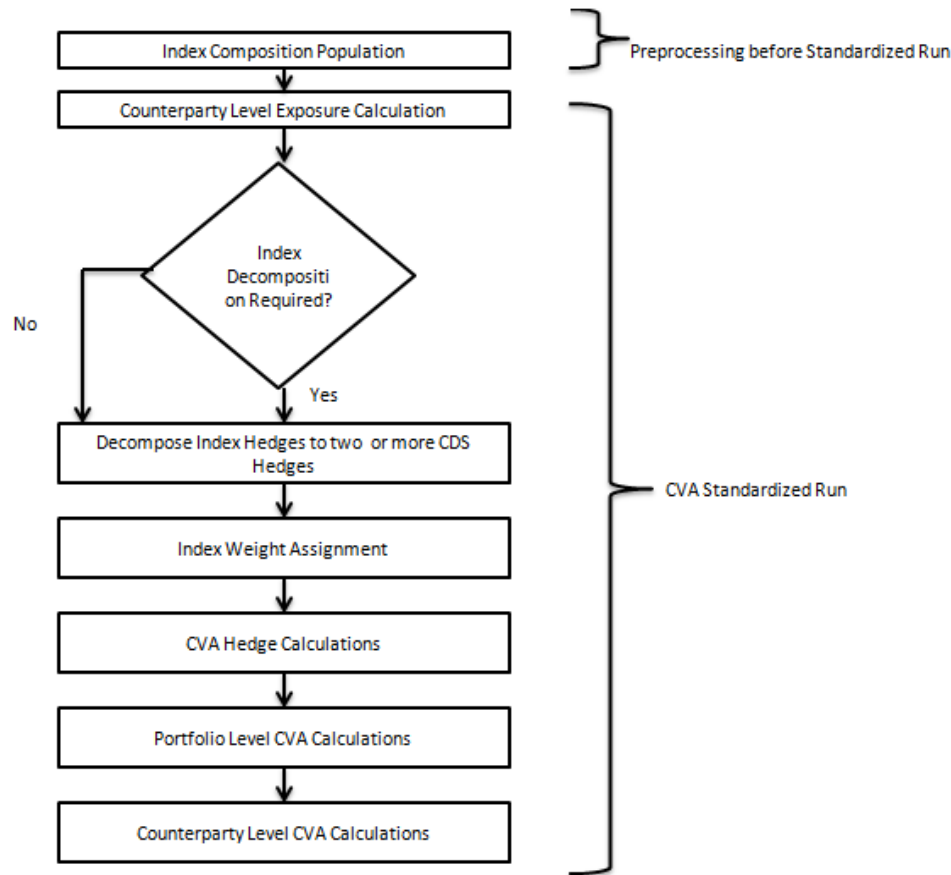 Index Composition Population
Preprocessing before Standardized Run
Counterparty Level Exposure Calculation
Index
Decompositi
on Required?
No
Yes
Decompose Index Hedges to two or more CDS
Hedges
CVA Standardized Run
Index Weight Assignment
CVA Hedge Calculations
Portfolio Level CVA Calculations
Counterparty Level CVA Calculations